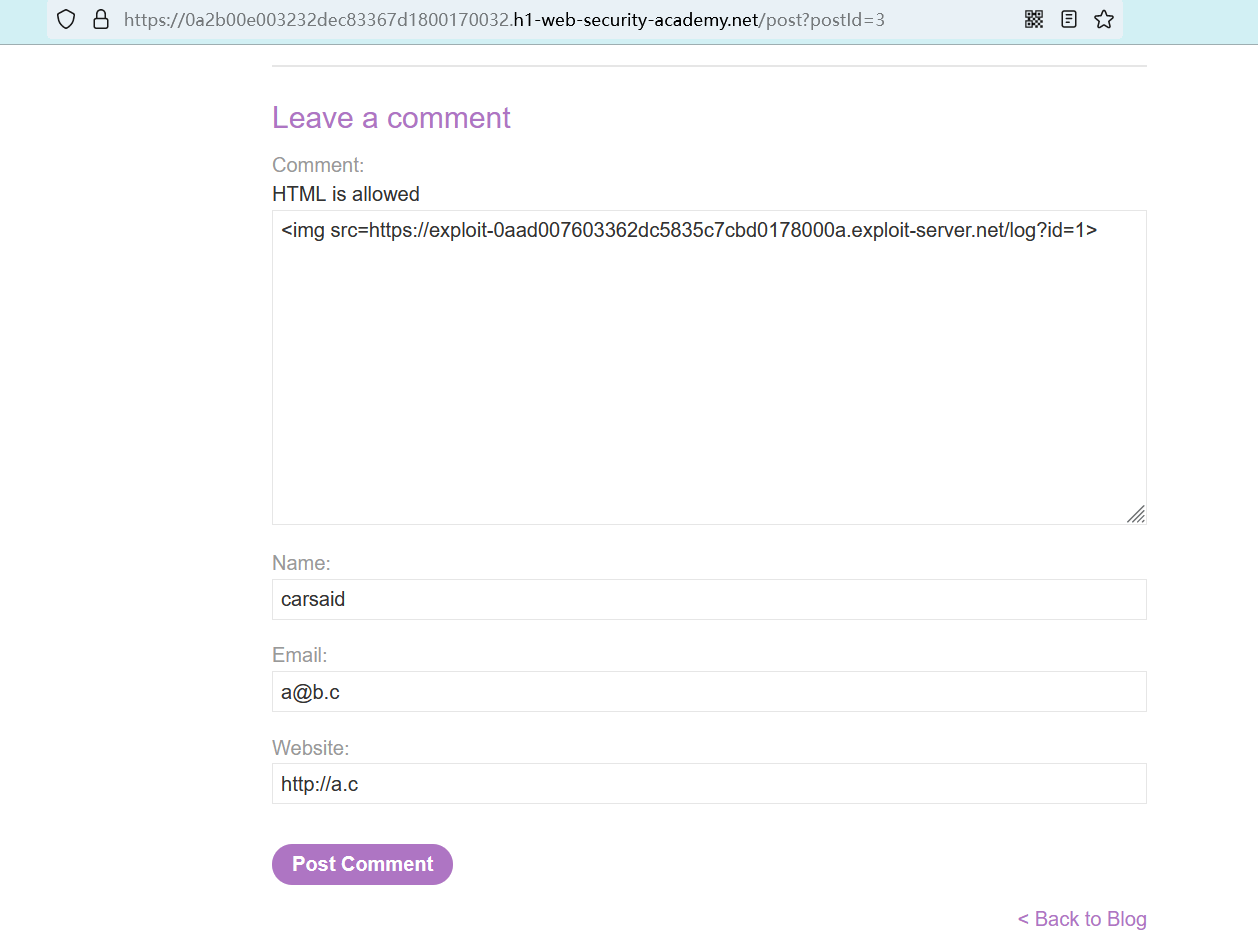 https://0a2b00e003232dec83367d1800170032.h1-web-security-academy.net/post?postId=3
Leave a comment
Comment:
HTML is allowed
<img src=https://exploit-0aad007603362dc5835c7cbd0178000a.exploit-server.net/log?id=1>
Name:
carsaid
Email:
a@b.c
Website:
http://a.c
Post Comment
< Back to Blog